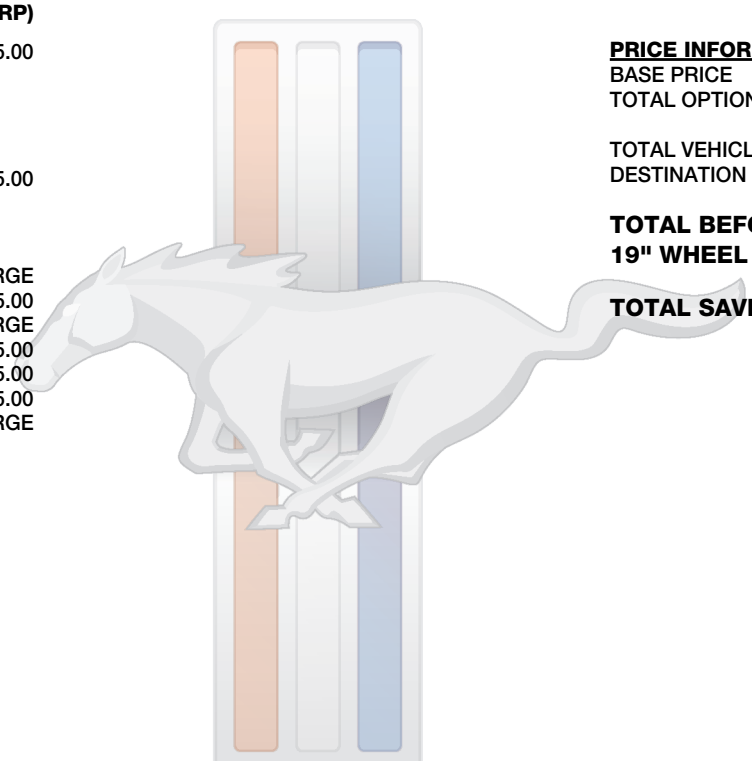 RP)
5.00
5.00
RGE
5.00
RGE
5.00
5.00
5.00
RGE
PRICE INFOR
BASE PRICE
TOTAL OPTION
TOTAL VEHICL
DESTINATION
TOTAL BEFO
19" WHEEL
TOTAL SAVI